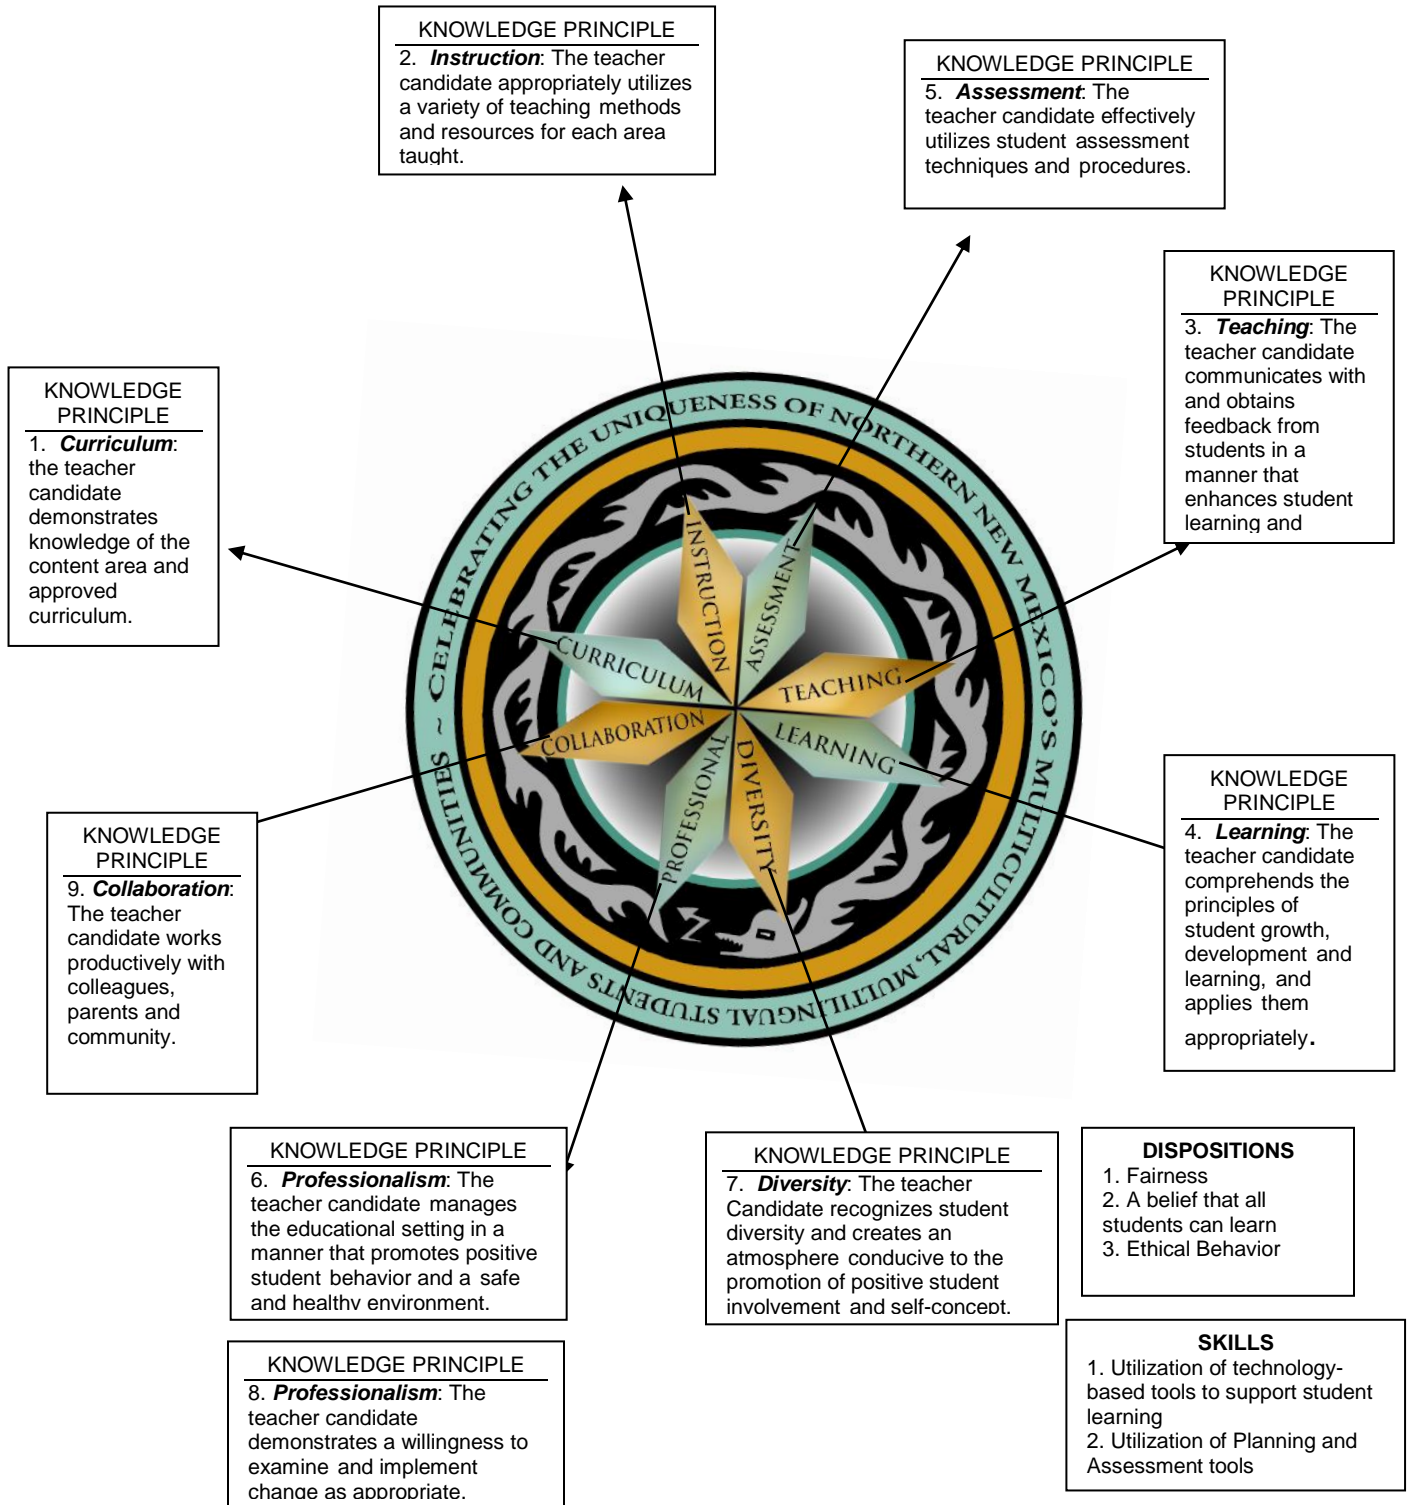 KNOWLEDGE PRINCIPLE
2. Instruction: The teacher
candidate appropriately utilizes
a variety of teaching methods
and resources for each area
taught.
KNOWLEDGE PRINCIPLE
5. Assessment: The
teacher candidate effectively
utilizes student assessment
techniques and procedures.
KNOWLEDGE
PRINCIPLE
3. Teaching: The
teacher candidate
communicates with
and obtains
feedback from
students in a
manner that
enhances student
learning and
KNOWLEDGE
PRINCIPLE
1. Curriculum:
the teacher
candidate
demonstrates
knowledge of the
content area and
approved
curriculum.
~ CELEBRATING THE UNIQUENESS OF NORTHERN NEW MEXICO'S MULTICULTURAL, MULTILINGUAL STUDENTS AND COMMUNITIES
INSTRUCTION
ASSESSMENT
TEACHING
LEARNING
DIVERSITY
PROFESSIONAL
COLLABORATION
CURRICULUM
KNOWLEDGE
PRINCIPLE
4. Learning: The
teacher candidate
comprehends the
principles of
student growth,
development and
learning, and
applies them
appropriately.
KNOWLEDGE
PRINCIPLE
9. Collaboration:
The teacher
candidate works
productively with
colleagues,
parents and
community.
KNOWLEDGE PRINCIPLE
6. Professionalism: The
teacher candidate manages
the educational setting in a
manner that promotes positive
student behavior and a safe
and healthy environment.
KNOWLEDGE PRINCIPLE
7. Diversity: The teacher
Candidate recognizes student
diversity and creates an
atmosphere conducive to the
promotion of positive student
involvement and self-concept.
DISPOSITIONS
1. Fairness
2. A belief that all
students can learn
3. Ethical Behavior
KNOWLEDGE PRINCIPLE
8. Professionalism: The
teacher candidate
demonstrates a willingness to
examine and implement
change as appropriate.
SKILLS
1. Utilization of technology-
based tools to support student
learning
2. Utilization of Planning and
Assessment tools